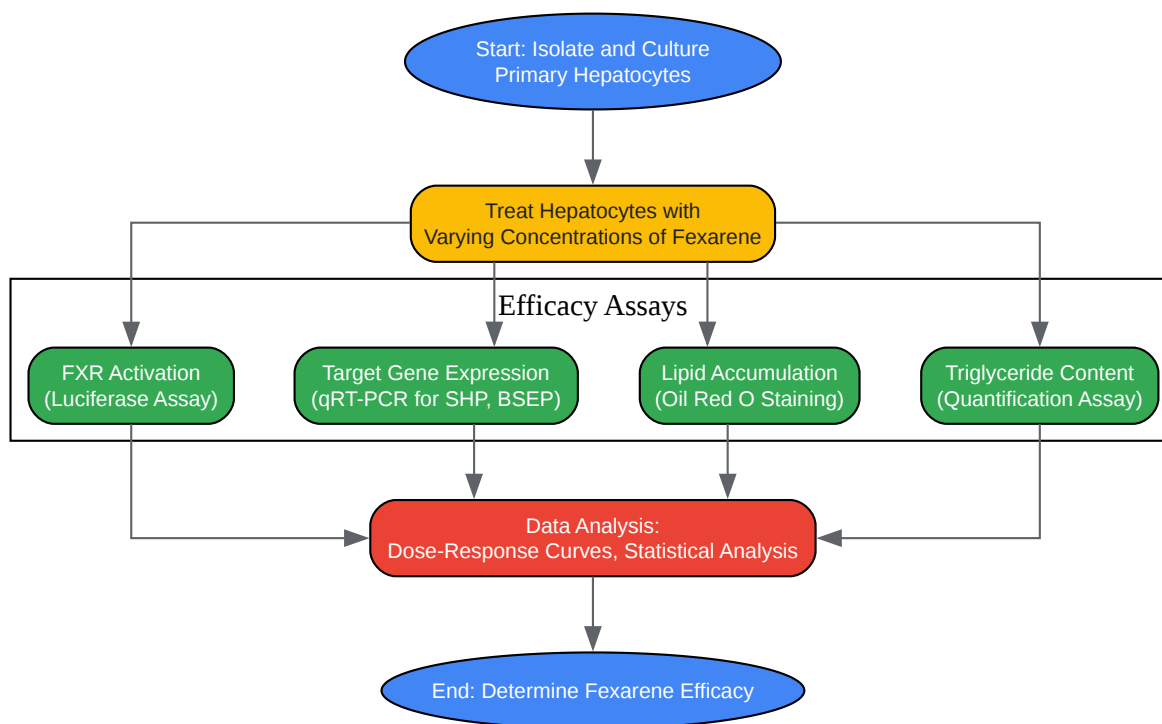 Start: Isolate and Culture
Primary Hepatocytes
Treat Hepatocytes with
Varying Concentrations of Fexarene
Efficacy Assays
FXR Activation
(Luciferase Assay)
Target Gene Expression
(qRT-PCR for SHP, BSEP)
Lipid Accumulation
(Oil Red O Staining)
Triglyceride Content
(Quantification Assay)
Data Analysis:
Dose-Response Curves, Statistical Analysis
End: Determine Fexarene Efficacy